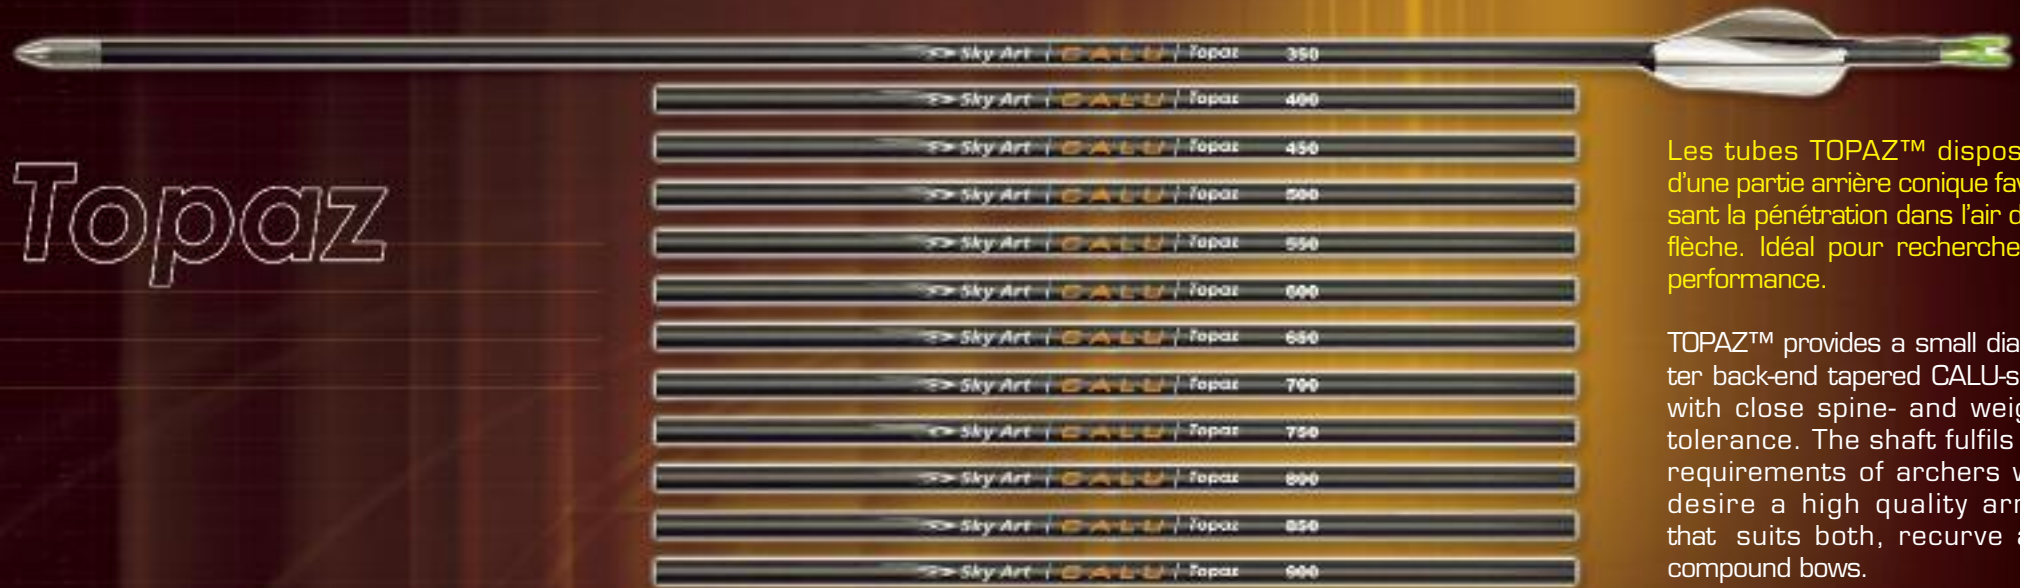 Sky Art | CALU | Topaz 350
Sky Art | CALU | Topaz 400
Sky Art | CALU | Topaz 450
Sky Art | CALU | Topaz 500
Sky Art | CALU | Topaz 550
Sky Art | CALU | Topaz 600
Sky Art | CALU | Topaz 650
Sky Art | CALU | Topaz 700
Sky Art | CALU | Topaz 750
Sky Art | CALU | Topaz 800
Sky Art | CALU | Topaz 850
Sky Art | CALU | Topaz 900
Topaz
Les tubes TOPAZ™ dispos
d'une partie arrière conique fav
sant la pénétration dans l'air d
flèche. Idéal pour recherche
performance.
TOPAZ™ provides a small dia
ter back-end tapered CALU-s
with close spine- and weig
tolerance. The shaft fulfils
requirements of archers w
desire a high quality arr
that suits both, recurve a
compound bows.